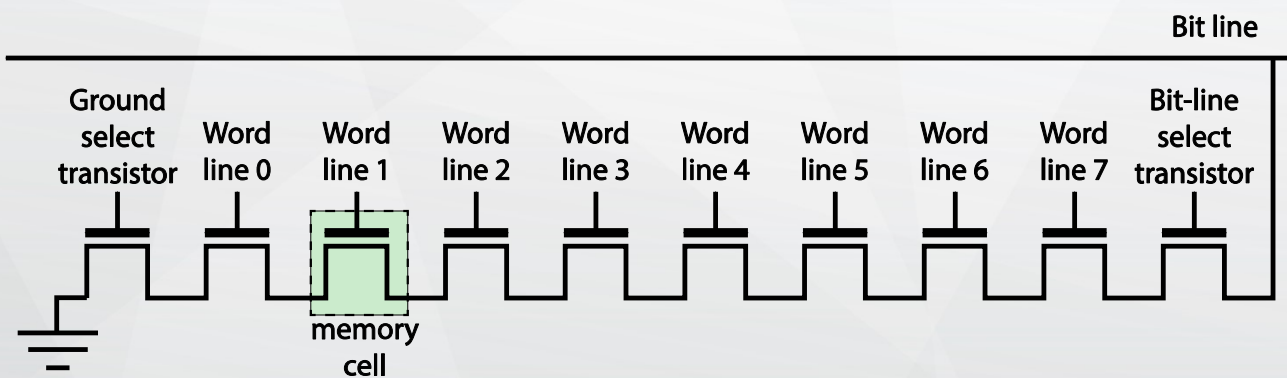 Bit line
Ground
select
transistor
Word
line 0
Word
line 1
Word
line 2
Word
line 3
Word
line 4
Word
line 5
Word
line 6
Word
line 7
Bit-line
select
transistor
memory
cell